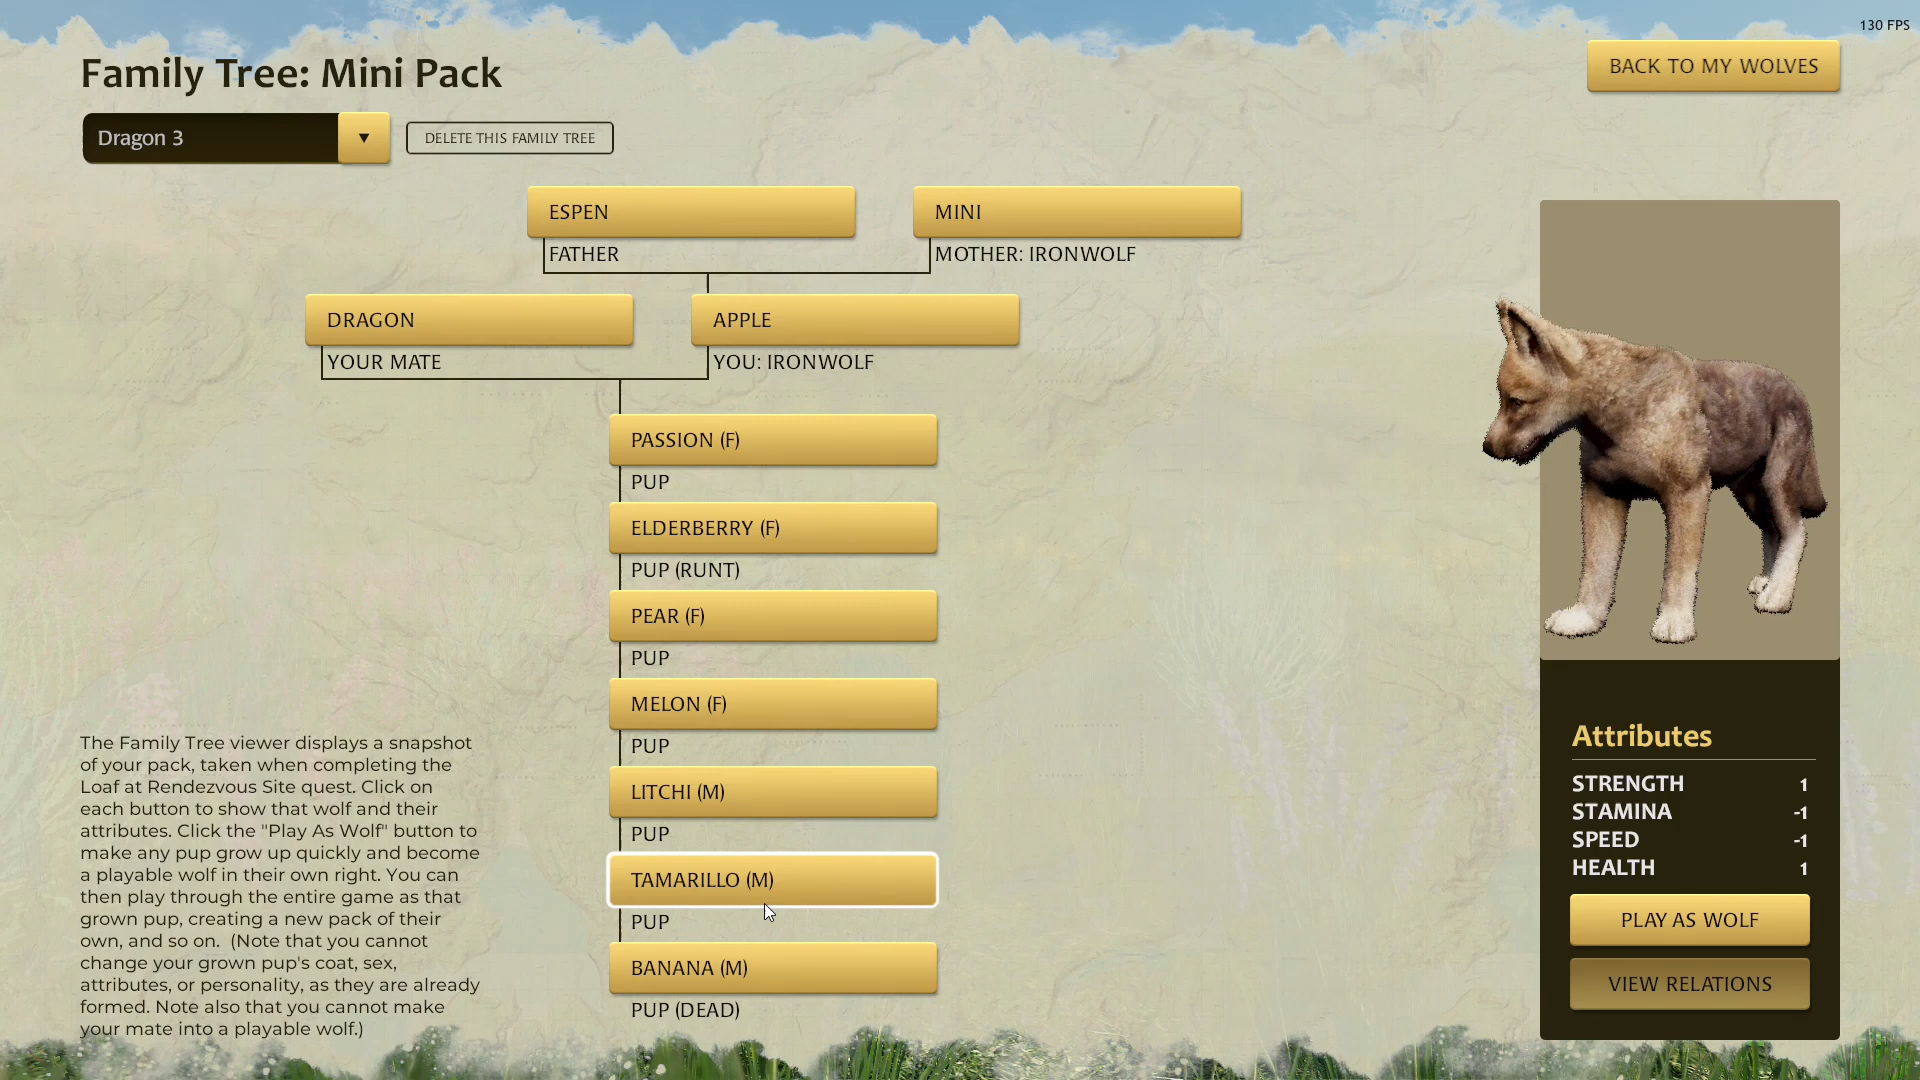 130 FPS
Family Tree: Mini Pack
BACK TO MY WOLVES
Dragon 3
DELETE THIS FAMILY TREE
ESPEN
MINI
FATHER
MOTHER: IRONWOLF
DRAGON
APPLE
YOUR MATE
YOU: IRONWOLF
PASSION (F)
PUP
ELDERBERRY (F)
PUP (RUNT)
PEAR (F)
PUP
MELON (F)
PUP
LITCHI (M)
PUP
TAMARILLO (M)
PUP
BANANA (M)
PUP (DEAD)
The Family Tree viewer displays a snapshot
of your pack, taken when completing the
Loaf at Rendezvous Site quest. Click on
each button to show that wolf and their
attributes. Click the "Play As Wolf" button to
make any pup grow up quickly and become
a playable wolf in their own right. You can
then play through the entire game as that
grown pup, creating a new pack of their
own, and so on.  (Note that you cannot
change your grown pup's coat, sex,
attributes, or personality, as they are already
formed. Note also that you cannot make
your mate into a playable wolf.)
Attributes
STRENGTH 1
STAMINA -1
SPEED -1
HEALTH 1
PLAY AS WOLF
VIEW RELATIONS